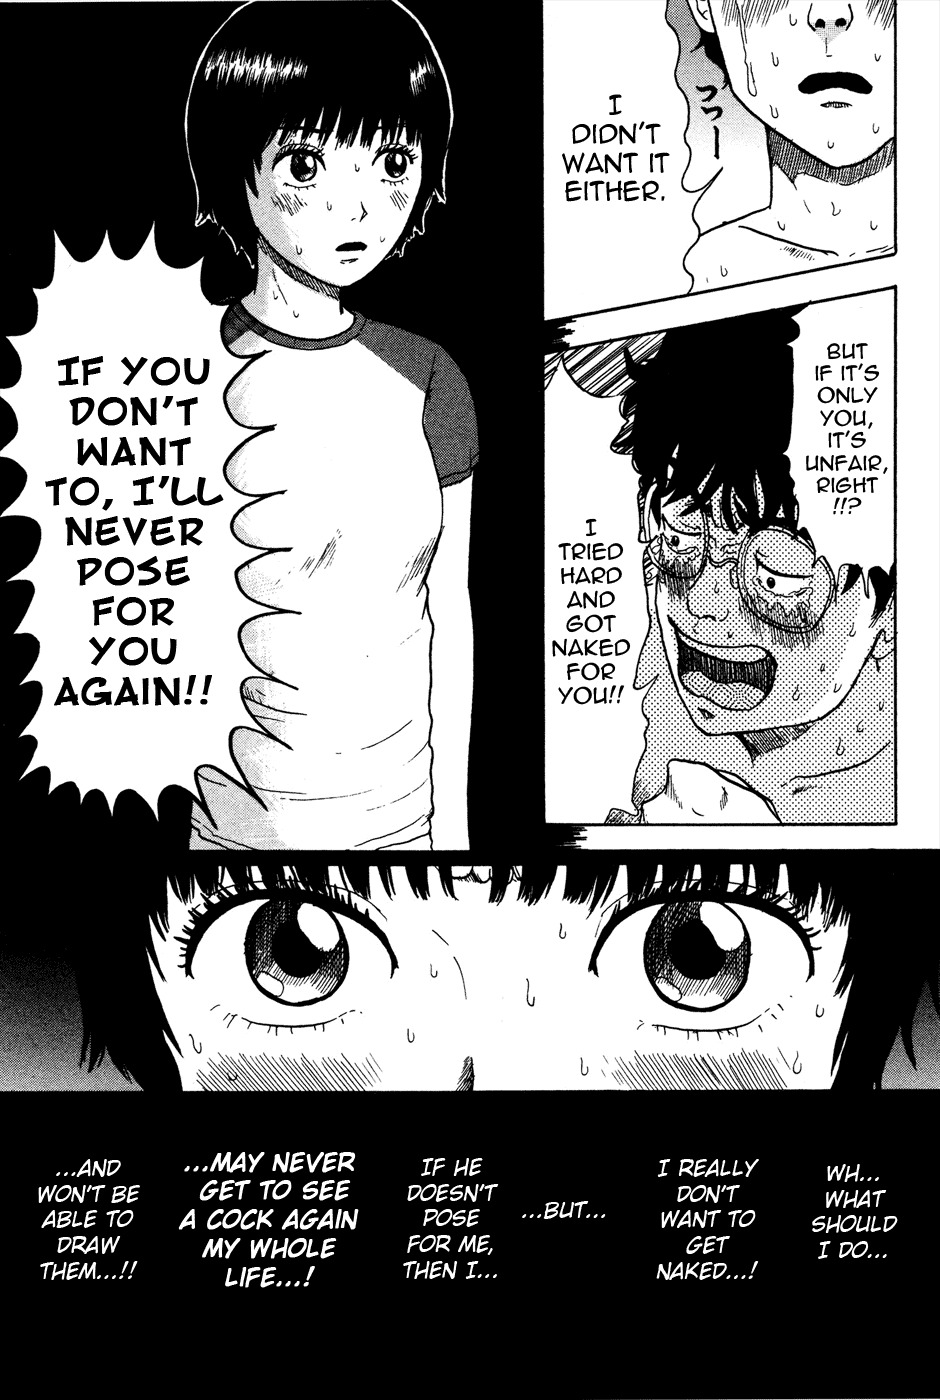 I
DIDN'T
WANT IT
EITHER.
っつー
BUT
IF IT'S
ONLY
YOU,
IT'S
UNFAIR,
RIGHT
!!?
I
TRIED
HARD
AND
GOT
NAKED
FOR
YOU!!
IF YOU
DON'T
WANT
TO, I'LL
NEVER
POSE
FOR
YOU
AGAIN!!
WH...
WHAT
SHOULD
I DO...
I REALLY
DON'T
WANT TO
GET
NAKED...!
...BUT...
IF HE
DOESN'T
POSE
FOR ME,
THEN I...
...MAY NEVER
GET TO SEE
A COCK AGAIN
MY WHOLE
LIFE...!
...AND
WON'T BE
ABLE TO
DRAW
THEM...!!